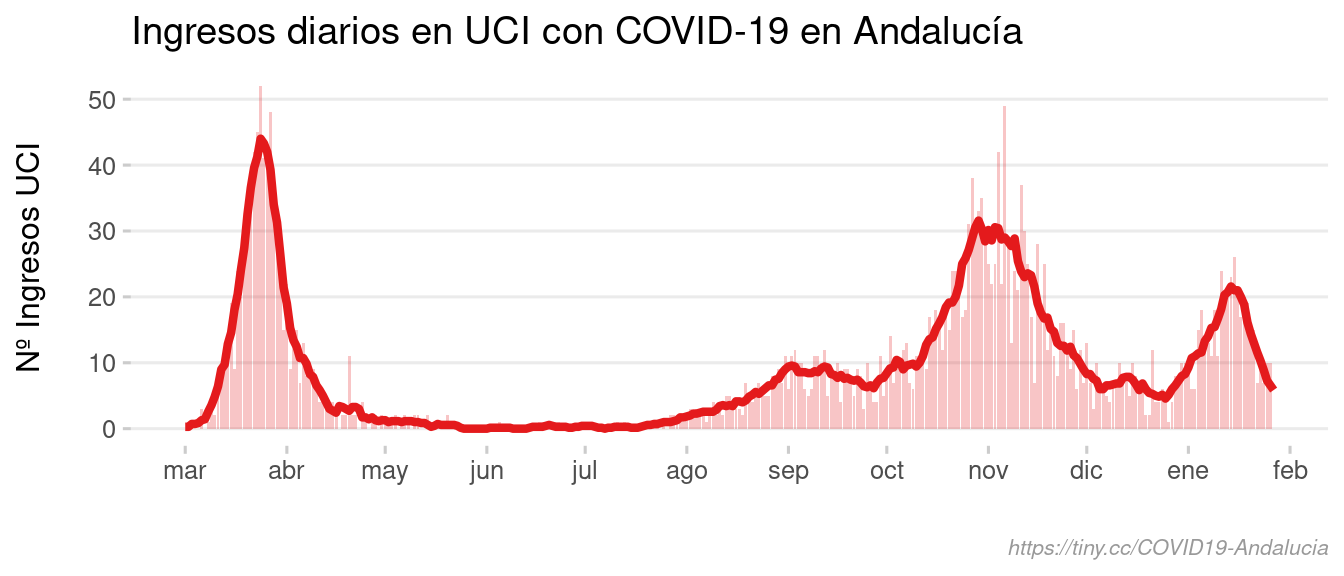 Ingresos diarios en UCI con COVID-19 en Andalucía
Nº Ingresos UCI
50
40
30
20
10
0
mar abr may jun jul ago sep oct nov dic ene feb
https://tiny.cc/COVID19-Andalucia